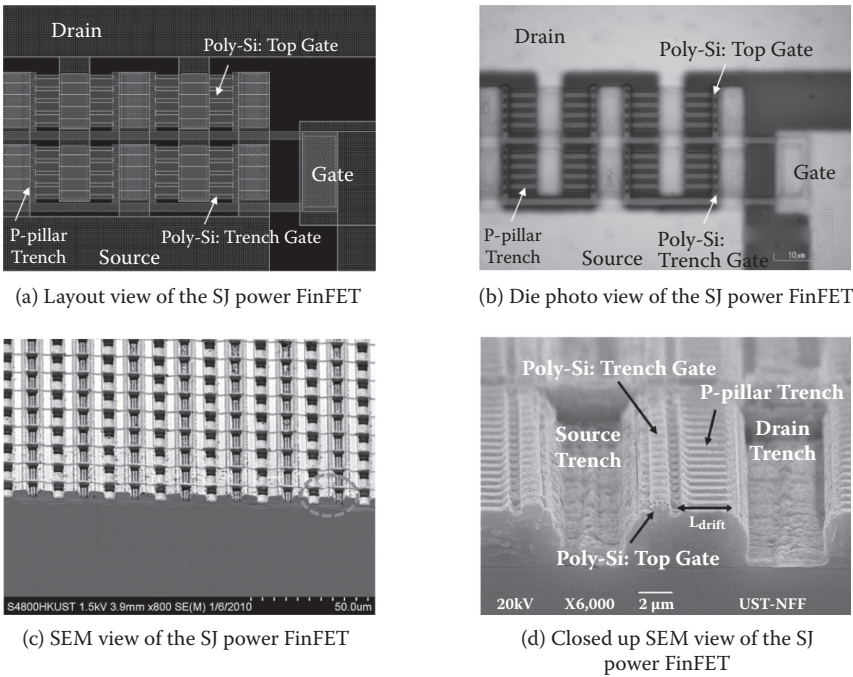 Drain
Poly-Si: Top Gate
Gate
P-pillar
Trench
Poly-Si: Trench Gate
Source
(a) Layout view of the SJ power FinFET
Drain
Poly-Si: Top Gate
Gate
P-pillar
Trench
Source
Poly-Si:
Trench Gate
10μm
(b) Die photo view of the SJ power FinFET
S4800HKUST 1.5kV 3.9mm x800 SE(M) 1/6/2010
50.0um
(c) SEM view of the SJ power FinFET
Poly-Si: Trench Gate
P-pillar Trench
Source
Trench
Drain
Trench
Ldrift
Poly-Si: Top Gate
20kV X6,000 2 μm UST-NFF
(d) Closed up SEM view of the SJ
power FinFET